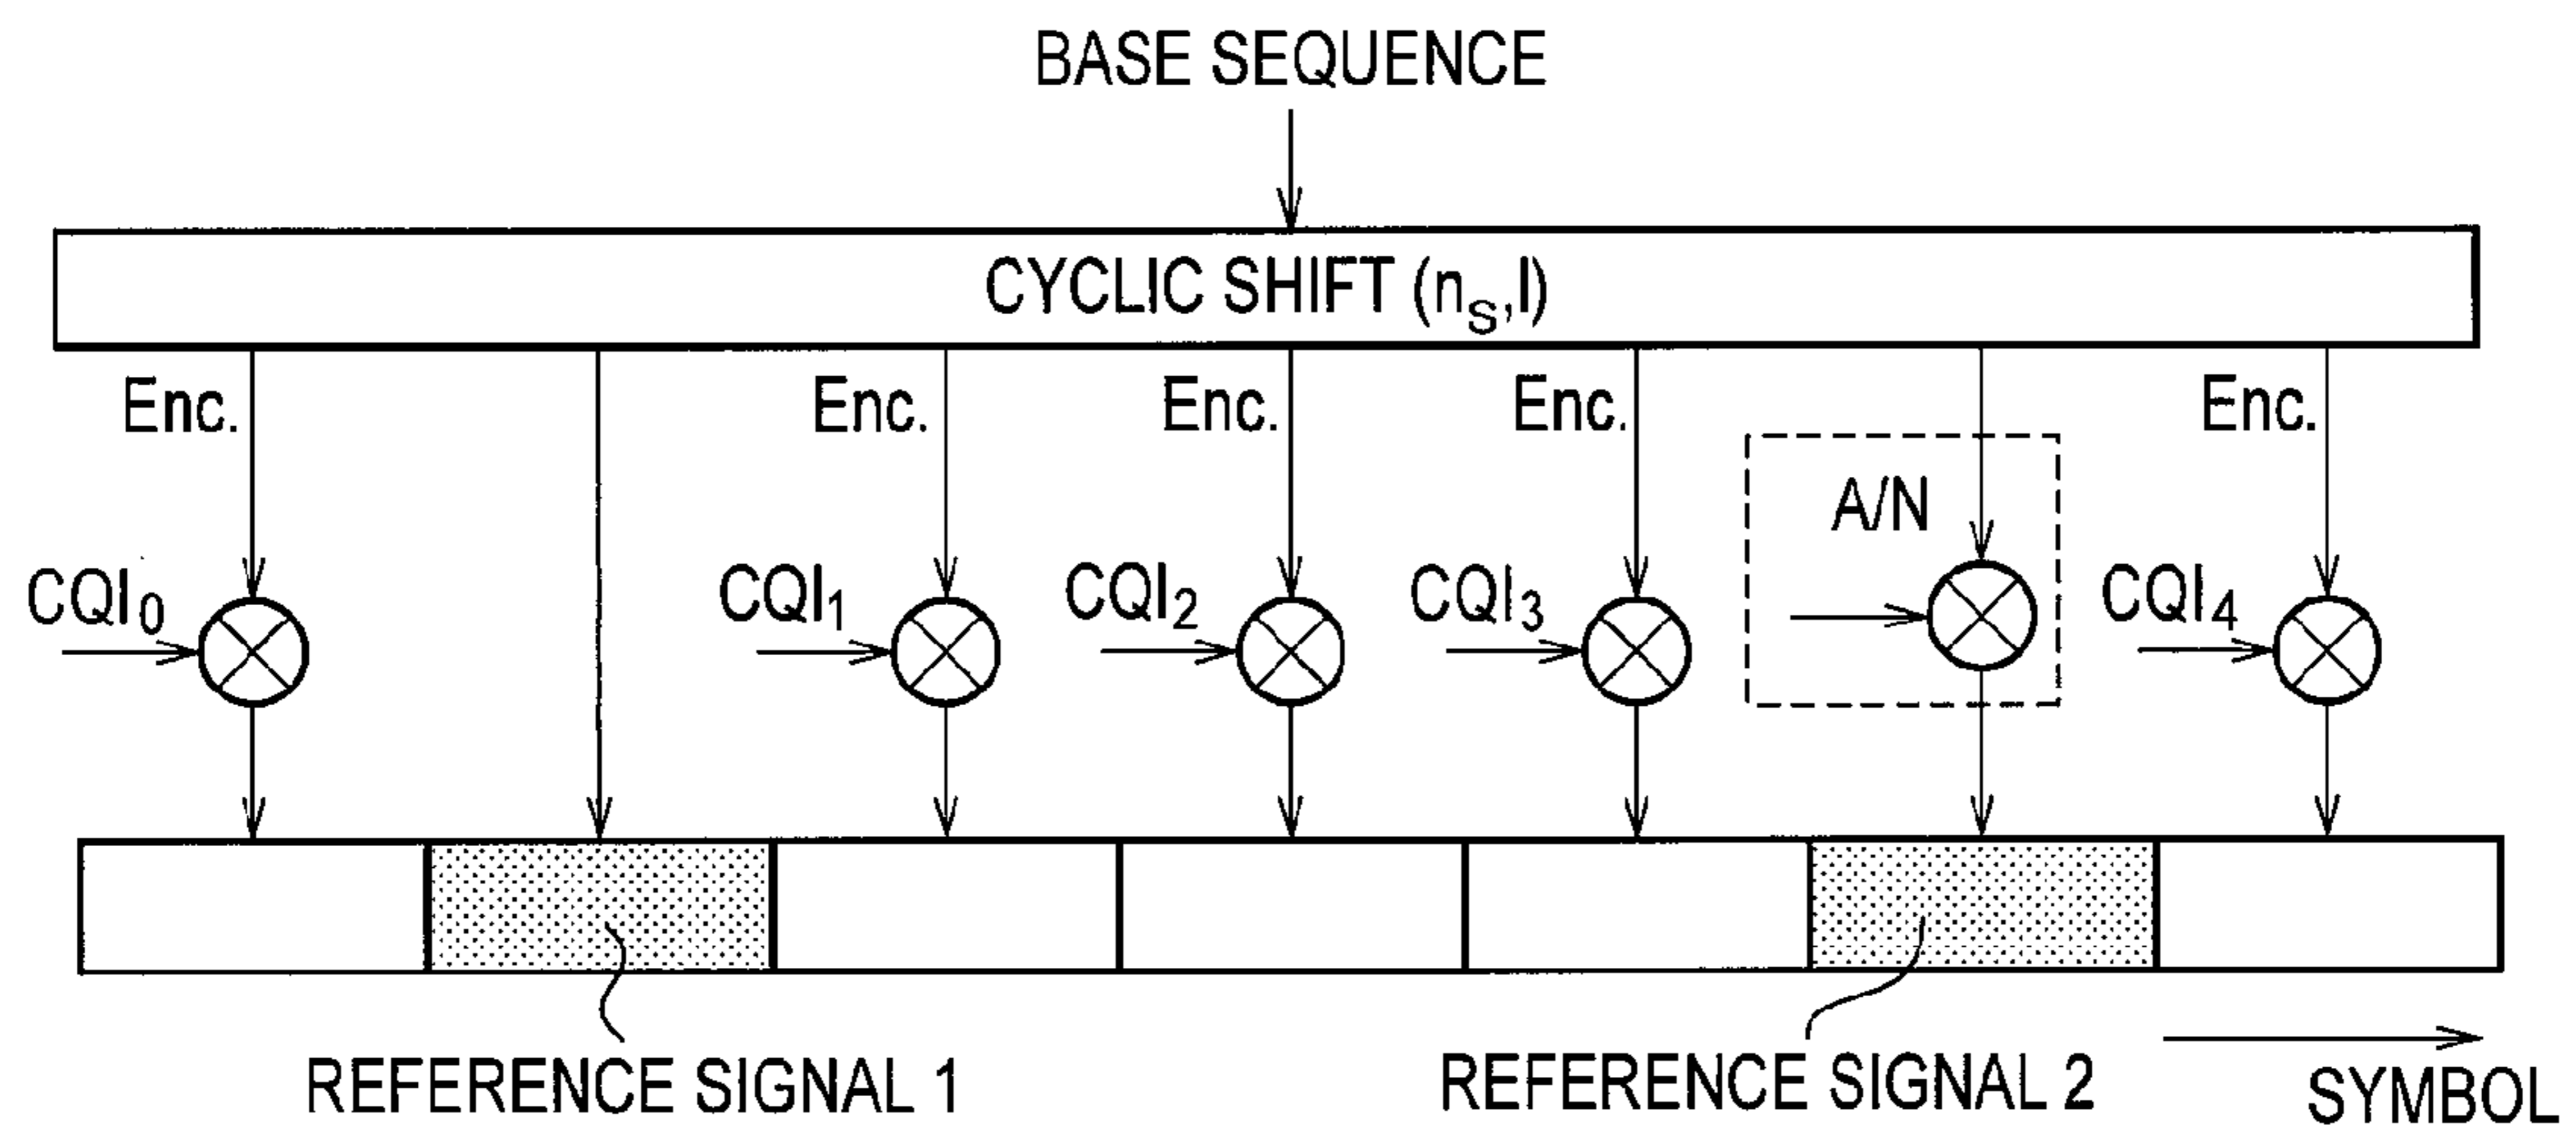 BASE SEQUENCE
CYCLIC SHIFT (nS,l)
Enc.
Enc.
Enc.
Enc.
Enc.
A/N
CQI0
CQI1
CQI2
CQI3
CQI4
REFERENCE SIGNAL 1
REFERENCE SIGNAL 2
SYMBOL